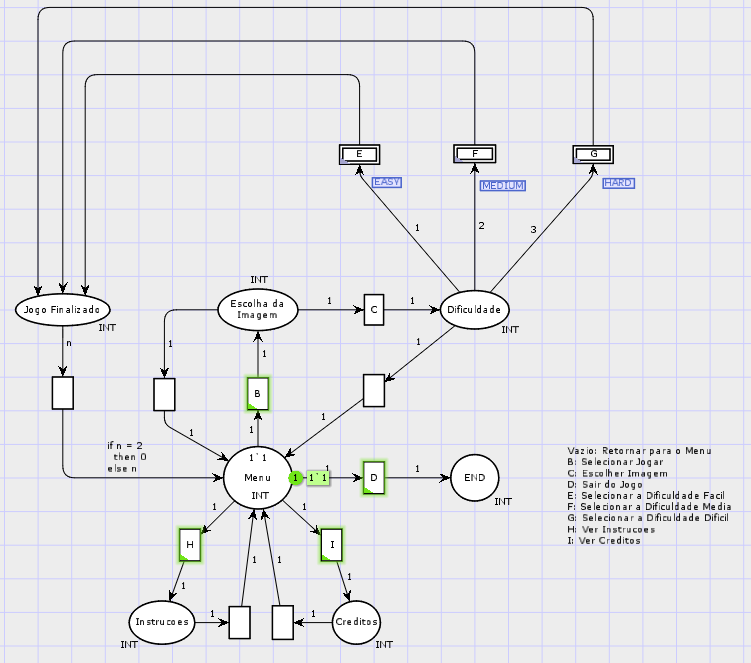 E
F
G
EASY
MEDIUM
HARD
1
2
3
INT
Jogo Finalizado
INT
Escolha da
Imagem
1
C
1
Dificuldade
INT
n
1
1
1
B
1
1
1
if n = 2
then 0
else n
1`1
Menu
INT
1
1`1
1
D
1
END
INT
Vazio: Retornar para o Menu
B: Selecionar Jogar
C: Escolher Imagem
D: Sair do Jogo
E: Selecionar a Dificuldade Facil
F: Selecionar a Dificuldade Media
G: Selecionar a Dificuldade Dificil
H: Ver Instrucoes
I: Ver Creditos
1
1
H
I
1
1
1
1
Instrucoes
1
1
Creditos
INT
INT